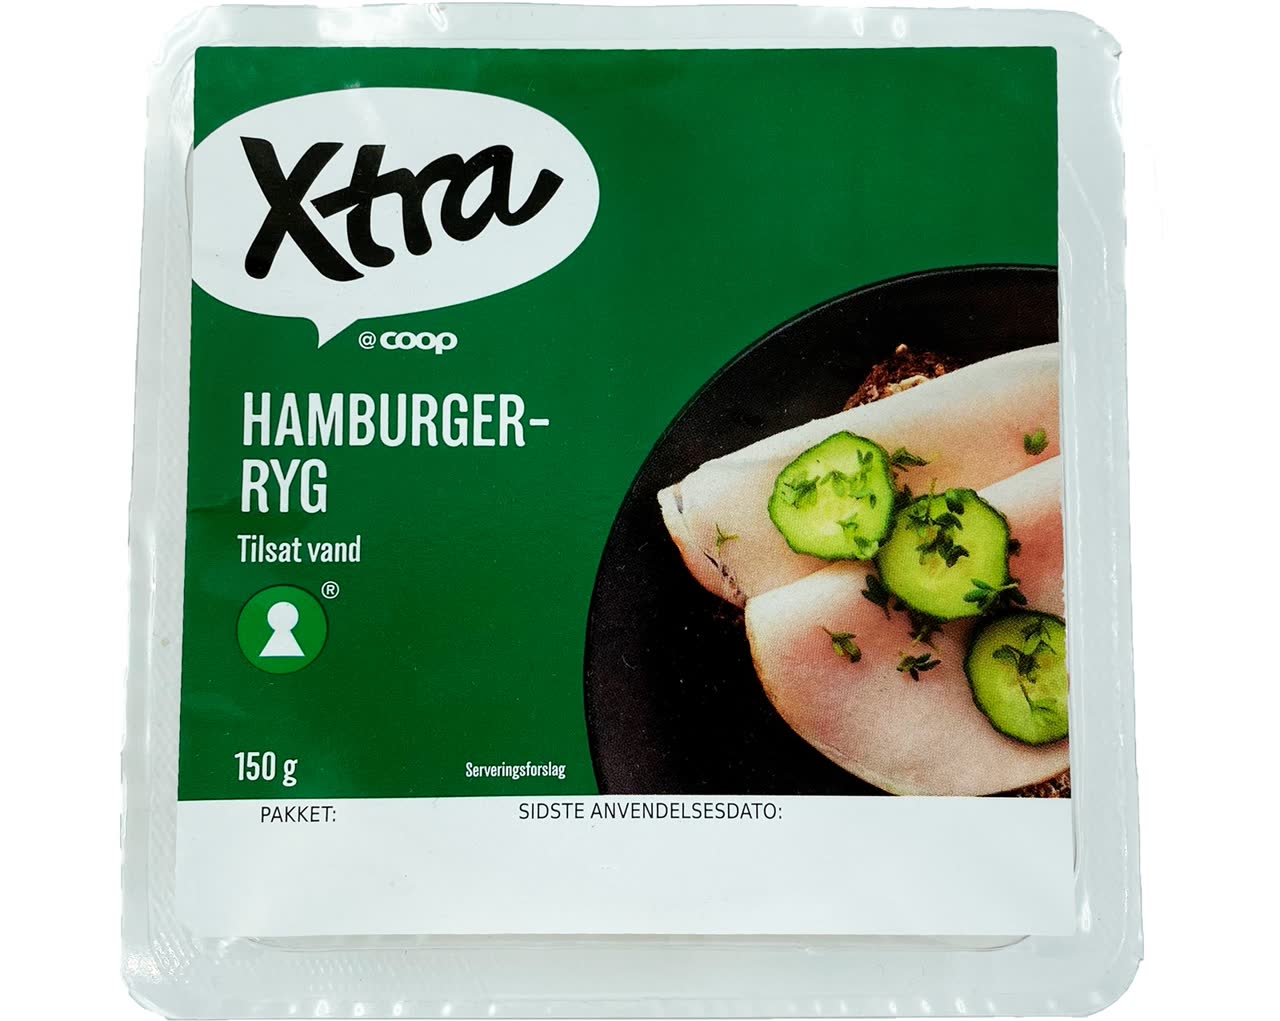 Xtra
@coop
HAMBURGER-
RYG
Tilsat vand
®
150 g
Serveringsforslag
PAKKET:
SIDSTE ANVENDELSESDATO: